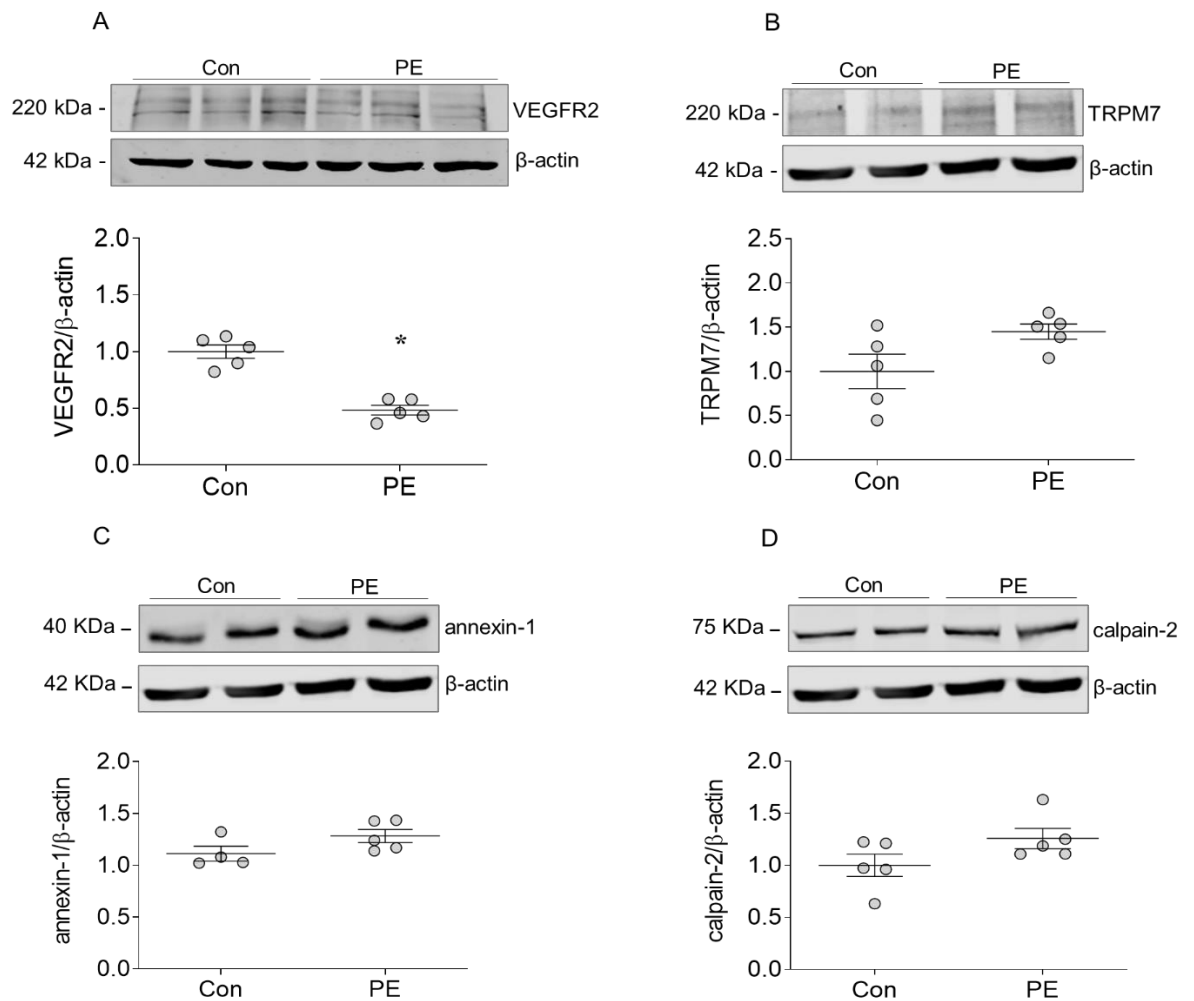 A
Con PE
220 kDa - VEGFR2
42 kDa - β-actin
VEGFR2/β-actin
2.0
1.5
1.0
0.5
0.0
*
Con PE
B
Con PE
220 kDa - TRPM7
42 kDa - β-actin
TRPM7/β-actin
2.5
2.0
1.5
1.0
0.5
0.0
Con PE
C
Con PE
40 KDa – annexin-1
42 KDa – β-actin
annexin-1/β-actin
2.0
1.5
1.0
0.5
0.0
Con PE
D
Con PE
75 KDa – calpain-2
42 KDa – β-actin
calpain-2/β-actin
2.0
1.5
1.0
0.5
0.0
Con PE